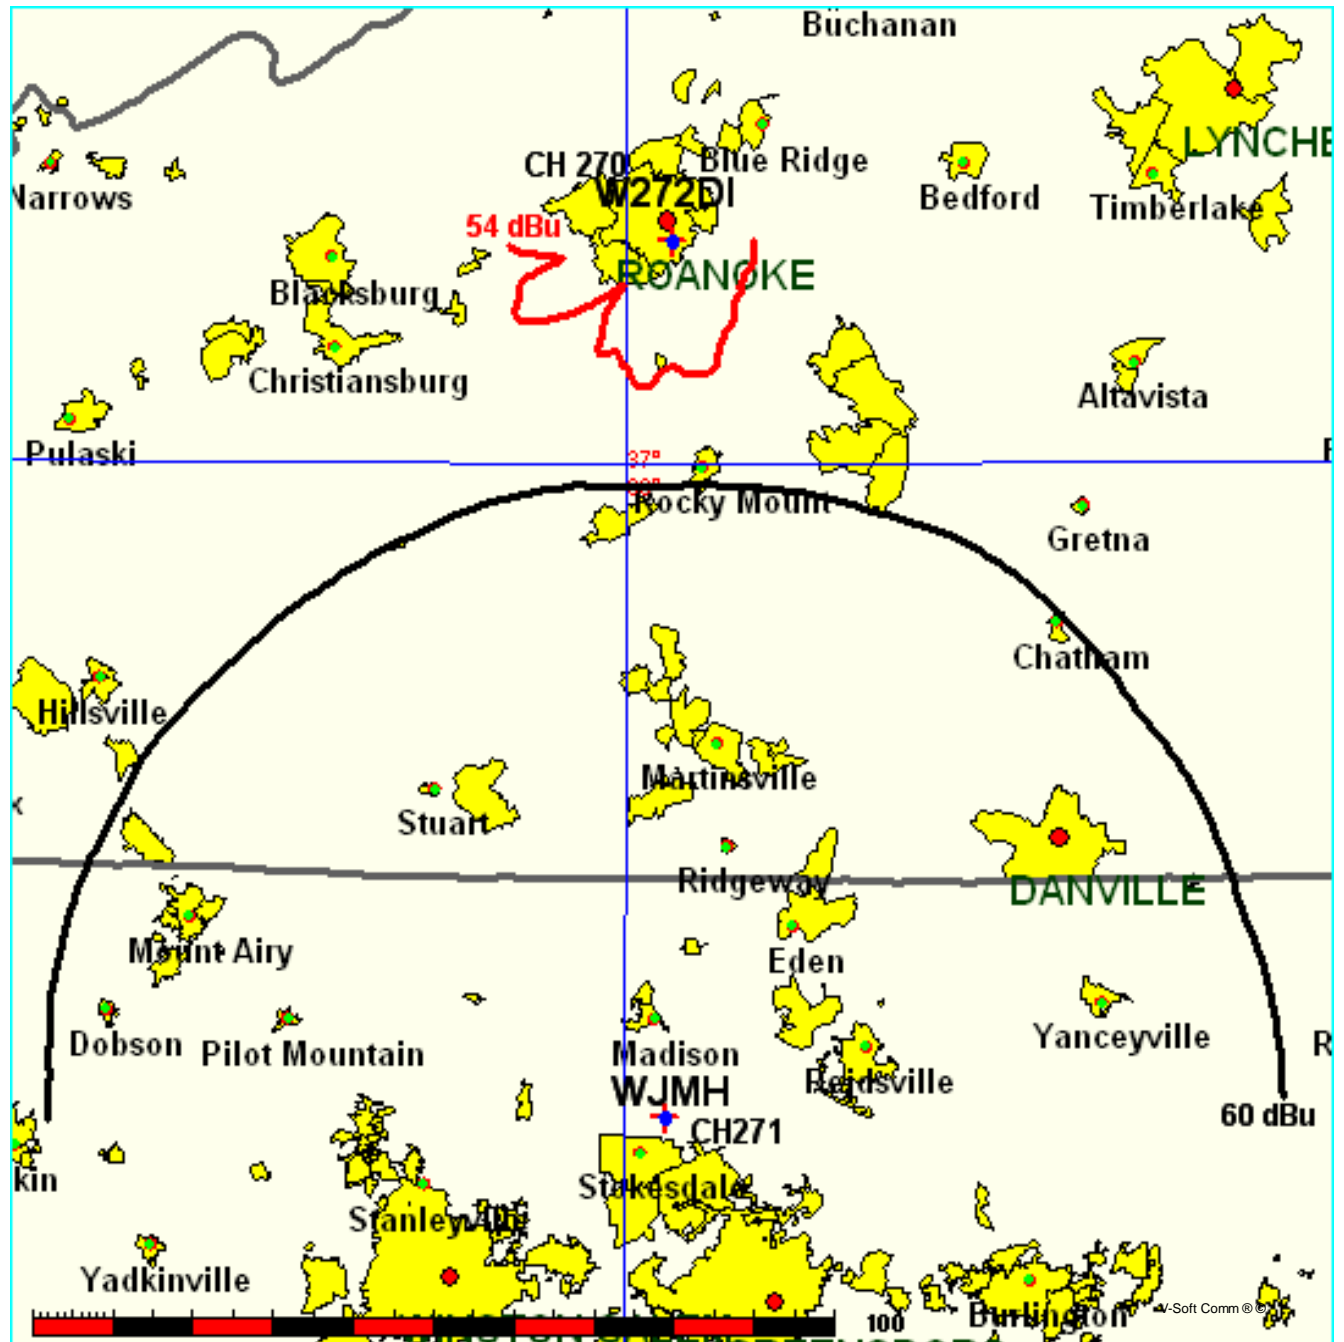 Buchanan
LYNCHE
CH 270
Blue Ridge
Narrows
W272DI
Bedford
Timberlake
54 dBu
ROANOKE
Blacksburg
Christiansburg
Altavista
Pulaski
37°
Rocky Mount
Gretna
Chatham
Hillsville
Martinsville
Stuart
Ridgeway
DANVILLE
Mount Airy
Eden
Dobson
Pilot Mountain
Madison
Yanceyville
R
Reidsville
WJMH
60 dBu
CH271
kin
Stokesdale
Yadkinville
Burlington
100
V-Soft Comm ® ©